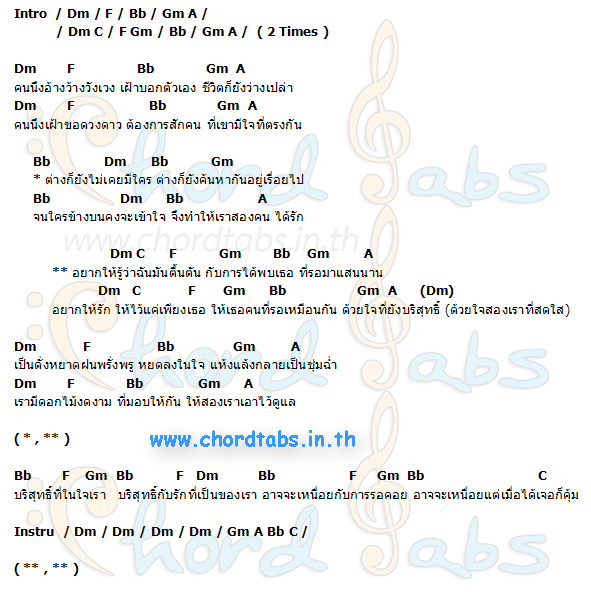 Intro / Dm / F / Bb / Gm A /
/ Dm C / F Gm / Bb / Gm A / ( 2 Times )
Dm F Bb Gm A
คนนึงอ้างว้างวังเวง เฝ้าบอกตัวเอง ชีวิตก็ยังว่างเปล่า
Dm F Bb Gm A
คนนึงเฝ้าขอดวงดาว ต้องการสักคน ที่เขามีใจที่ตรงกัน
Bb Dm Bb Gm
* ต่างก็ยังไม่เคยมีใคร ต่างก็ยังค้นหากันอยู่เรื่อยไป
Bb Dm Bb A
จนใครข้างบนคงจะเข้าใจ จึงทำให้เราสองคน ได้รัก
www.chordtabs.in.th
Dm C F Gm Bb Gm A
** อยากให้รู้ว่าฉันมันตื้นตัน กับการได้พบเธอ ที่รอมาแสนนาน
Dm C F Gm Bb Gm A (Dm)
อยากให้รัก ให้ไว้แค่เพียงเธอ ให้เธอคนที่รอเหมือนกัน ด้วยใจที่ยังบริสุทธิ์ (ด้วยใจสองเราที่สดใส)
Dm F Bb Gm A
เป็นดั่งหยาดฝนพรั่งพรู หยดลงในใจ แห้งแล้งกลายเป็นชุ่มฉ่ำ
Dm F Bb Gm A
เรามีดอกไม้งดงาม ที่มอบให้กัน ให้สองเราเอาไว้ดูแล
( * , ** )
www.chordtabs.in.th
Bb F Gm Bb F Dm Bb F Gm Bb C
บริสุทธิ์ที่ในใจเรา บริสุทธิ์กับรักที่เป็นของเรา อาจจะเหนื่อยกับการรอคอย อาจจะเหนื่อยแต่เมื่อได้เจอก็คุ้ม
Instru / Dm / Dm / Dm / Dm / Gm A Bb C /
( ** , ** )
Chord Tabs
Chord Tabs